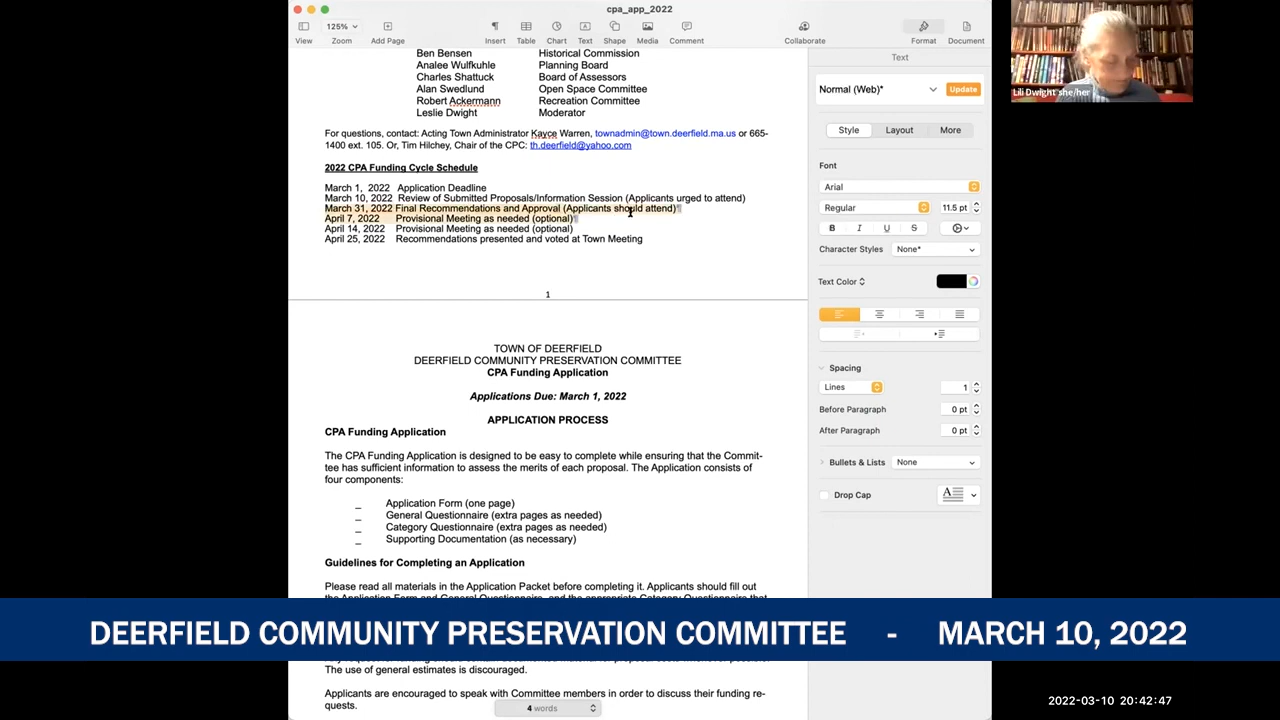 cpa_app_2022
125%
View
Zoom
Add Page
Insert
Table
Chart
Text
Shape
Media
Comment
Collaborate
Format
Document
Ben Bensen Historical Commission
Analee Wulfkuhle Planning Board
Charles Shattuck Board of Assessors
Alan Swedlund Open Space Committee
Robert Ackermann Recreation Committee
Leslie Dwight Moderator
For questions, contact: Acting Town Administrator Kayce Warren, townadmin@town.deerfield.ma.us or 665-
1400 ext. 105. Or, Tim Hilchey, Chair of the CPC: th.deerfield@yahoo.com
2022 CPA Funding Cycle Schedule
March 1, 2022 Application Deadline
March 10, 2022 Review of Submitted Proposals/Information Session (Applicants urged to attend)
March 31, 2022 Final Recommendations and Approval (Applicants should attend)¶
April 7, 2022 Provisional Meeting as needed (optional)¶
April 14, 2022 Provisional Meeting as needed (optional)
April 25, 2022 Recommendations presented and voted at Town Meeting
1
TOWN OF DEERFIELD
DEERFIELD COMMUNITY PRESERVATION COMMITTEE
CPA Funding Application
Applications Due: March 1, 2022
APPLICATION PROCESS
CPA Funding Application
The CPA Funding Application is designed to be easy to complete while ensuring that the Commit-
tee has sufficient information to assess the merits of each proposal. The Application consists of
four components:
_ Application Form (one page)
_ General Questionnaire (extra pages as needed)
_ Category Questionnaire (extra pages as needed)
_ Supporting Documentation (as necessary)
Guidelines for Completing an Application
Please read all materials in the Application Packet before completing it. Applicants should fill out
The use of general estimates is discouraged.
Applicants are encouraged to speak with Committee members in order to discuss their funding re-
quests.
4 words
Text
Normal (Web)*
Update
Style
Layout
More
Font
Arial
Regular
11.5 pt
B I U S
Character Styles
None*
Text Color
Spacing
Lines
1
Before Paragraph
0 pt
After Paragraph
0 pt
Bullets & Lists
None
Drop Cap
A
Lili Dwight she/her
DEERFIELD COMMUNITY PRESERVATION COMMITTEE - MARCH 10, 2022
2022-03-10 20:42:47